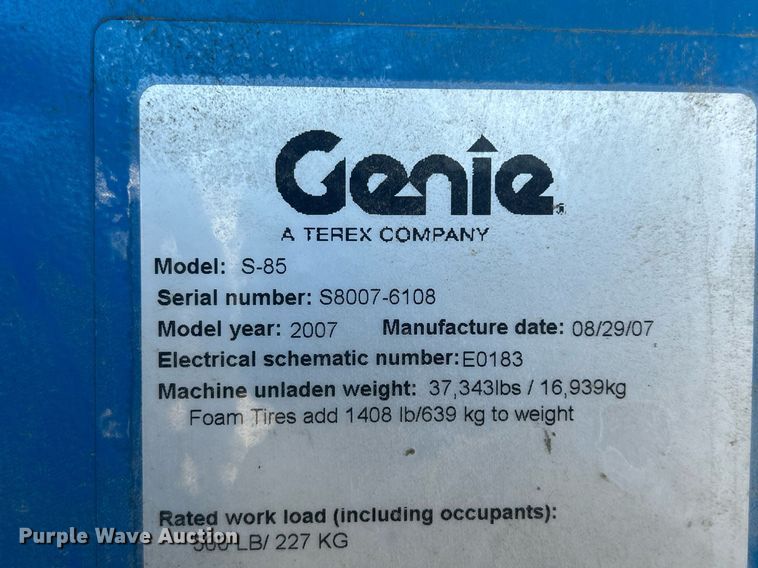 Genie
A TEREX COMPANY
Model: S-85
Serial number: S8007-6108
Model year: 2007 Manufacture date: 08/29/07
Electrical schematic number: E0183
Machine unladen weight: 37,343lbs / 16,939kg
Foam Tires add 1408 lb/639 kg to weight
Rated work load (including occupants):
500 LB/ 227 KG
Purple Wave Auction